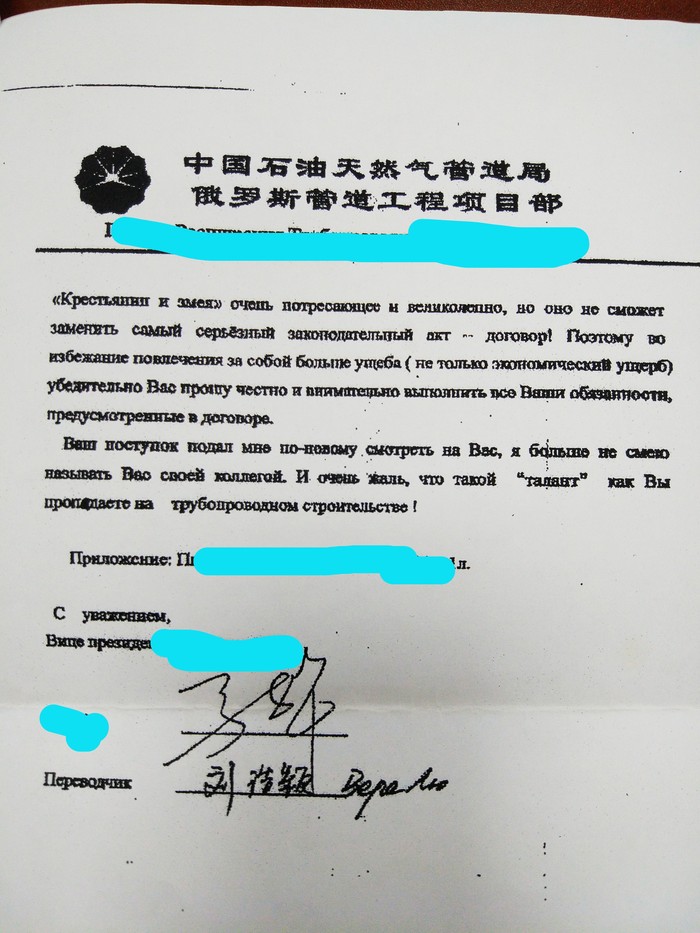 中国石油天然气管道局
俄罗斯管道工程项目部
«Крестьянин и змея» очень потресающее и великолепно, но оно не сможет
заменить самый серьёзный законодательный акт -- договор! Поэтому во
избежание повлечения за собой больше ущеба ( не только экономический ущерб)
убедительно Вас прошу честно и внимательно выполнить все Ваши обязанности,
предусмотренные в договоре.
Ваш поступок подал мне по-новому смотреть на Вас, я больше не смею
называть Вас своей коллегой. И очень жаль, что такой “талант” как Вы
пропадаете на трубопроводном строительстве !
Приложение: л.
С уважением,
Вице
Переводчик 刘浩颖 Вера Лю